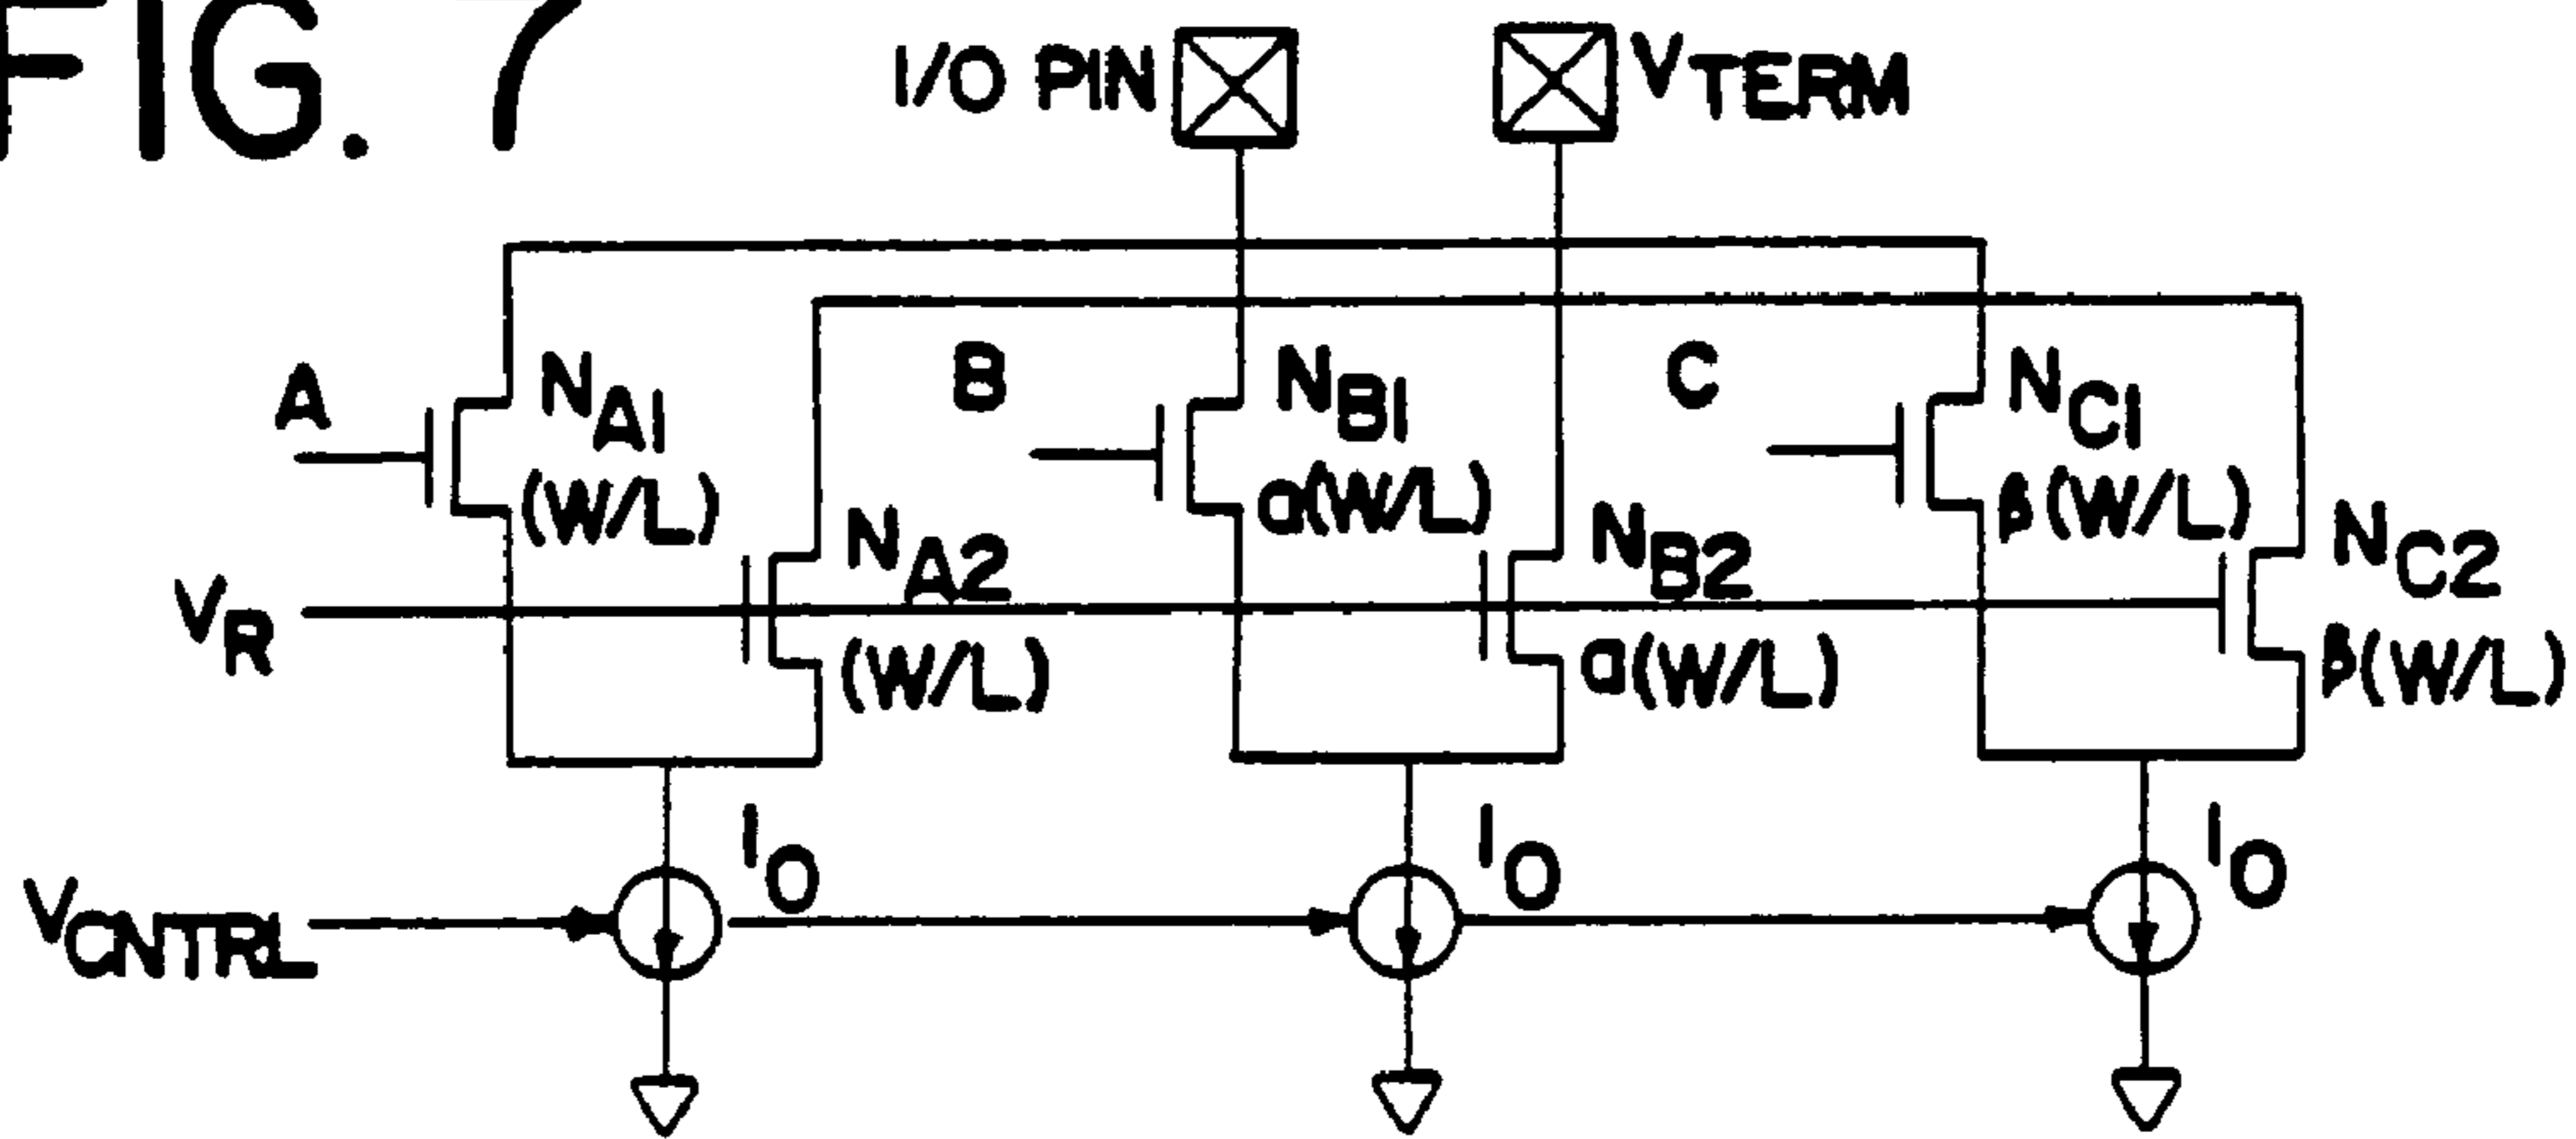 FIG. 7
I/O PIN
VTERM
A
NA1
(W/L)
B
NB1
α(W/L)
C
NC1
β(W/L)
VR
NA2
(W/L)
NB2
α(W/L)
NC2
β(W/L)
IO
IO
IO
VCNTRL